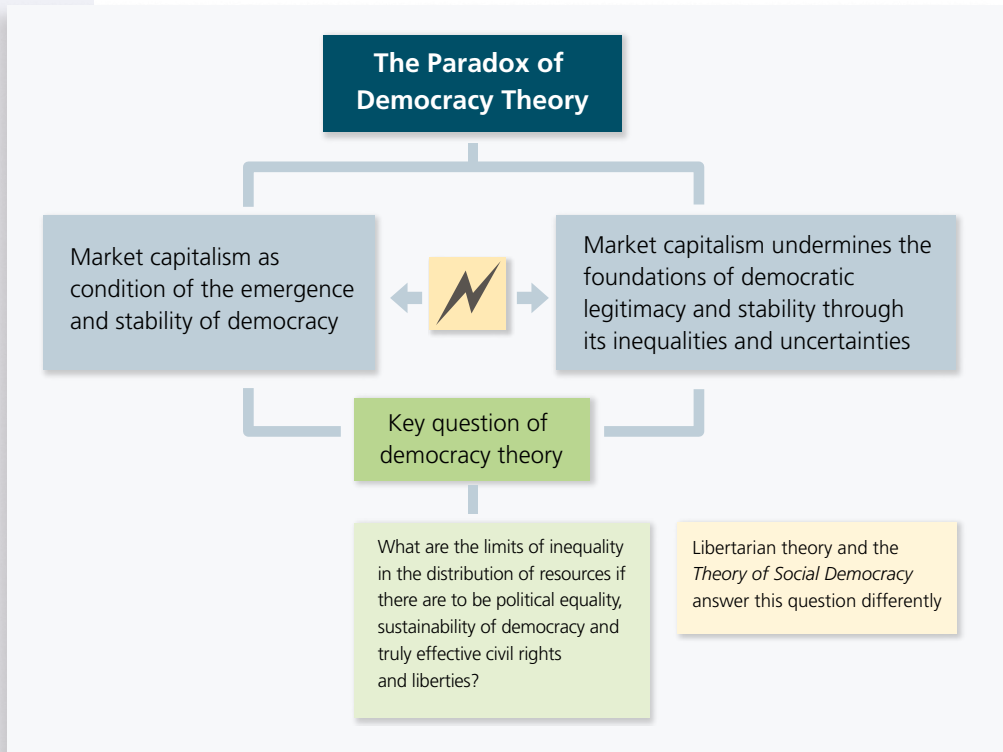 The Paradox of
Democracy Theory
Market capitalism as
condition of the emergence
and stability of democracy
Market capitalism undermines the
foundations of democratic
legitimacy and stability through
its inequalities and uncertainties
Key question of
democracy theory
What are the limits of inequality
in the distribution of resources if
there are to be political equality,
sustainability of democracy and
truly effective civil rights
and liberties?
Libertarian theory and the
Theory of Social Democracy
answer this question differently